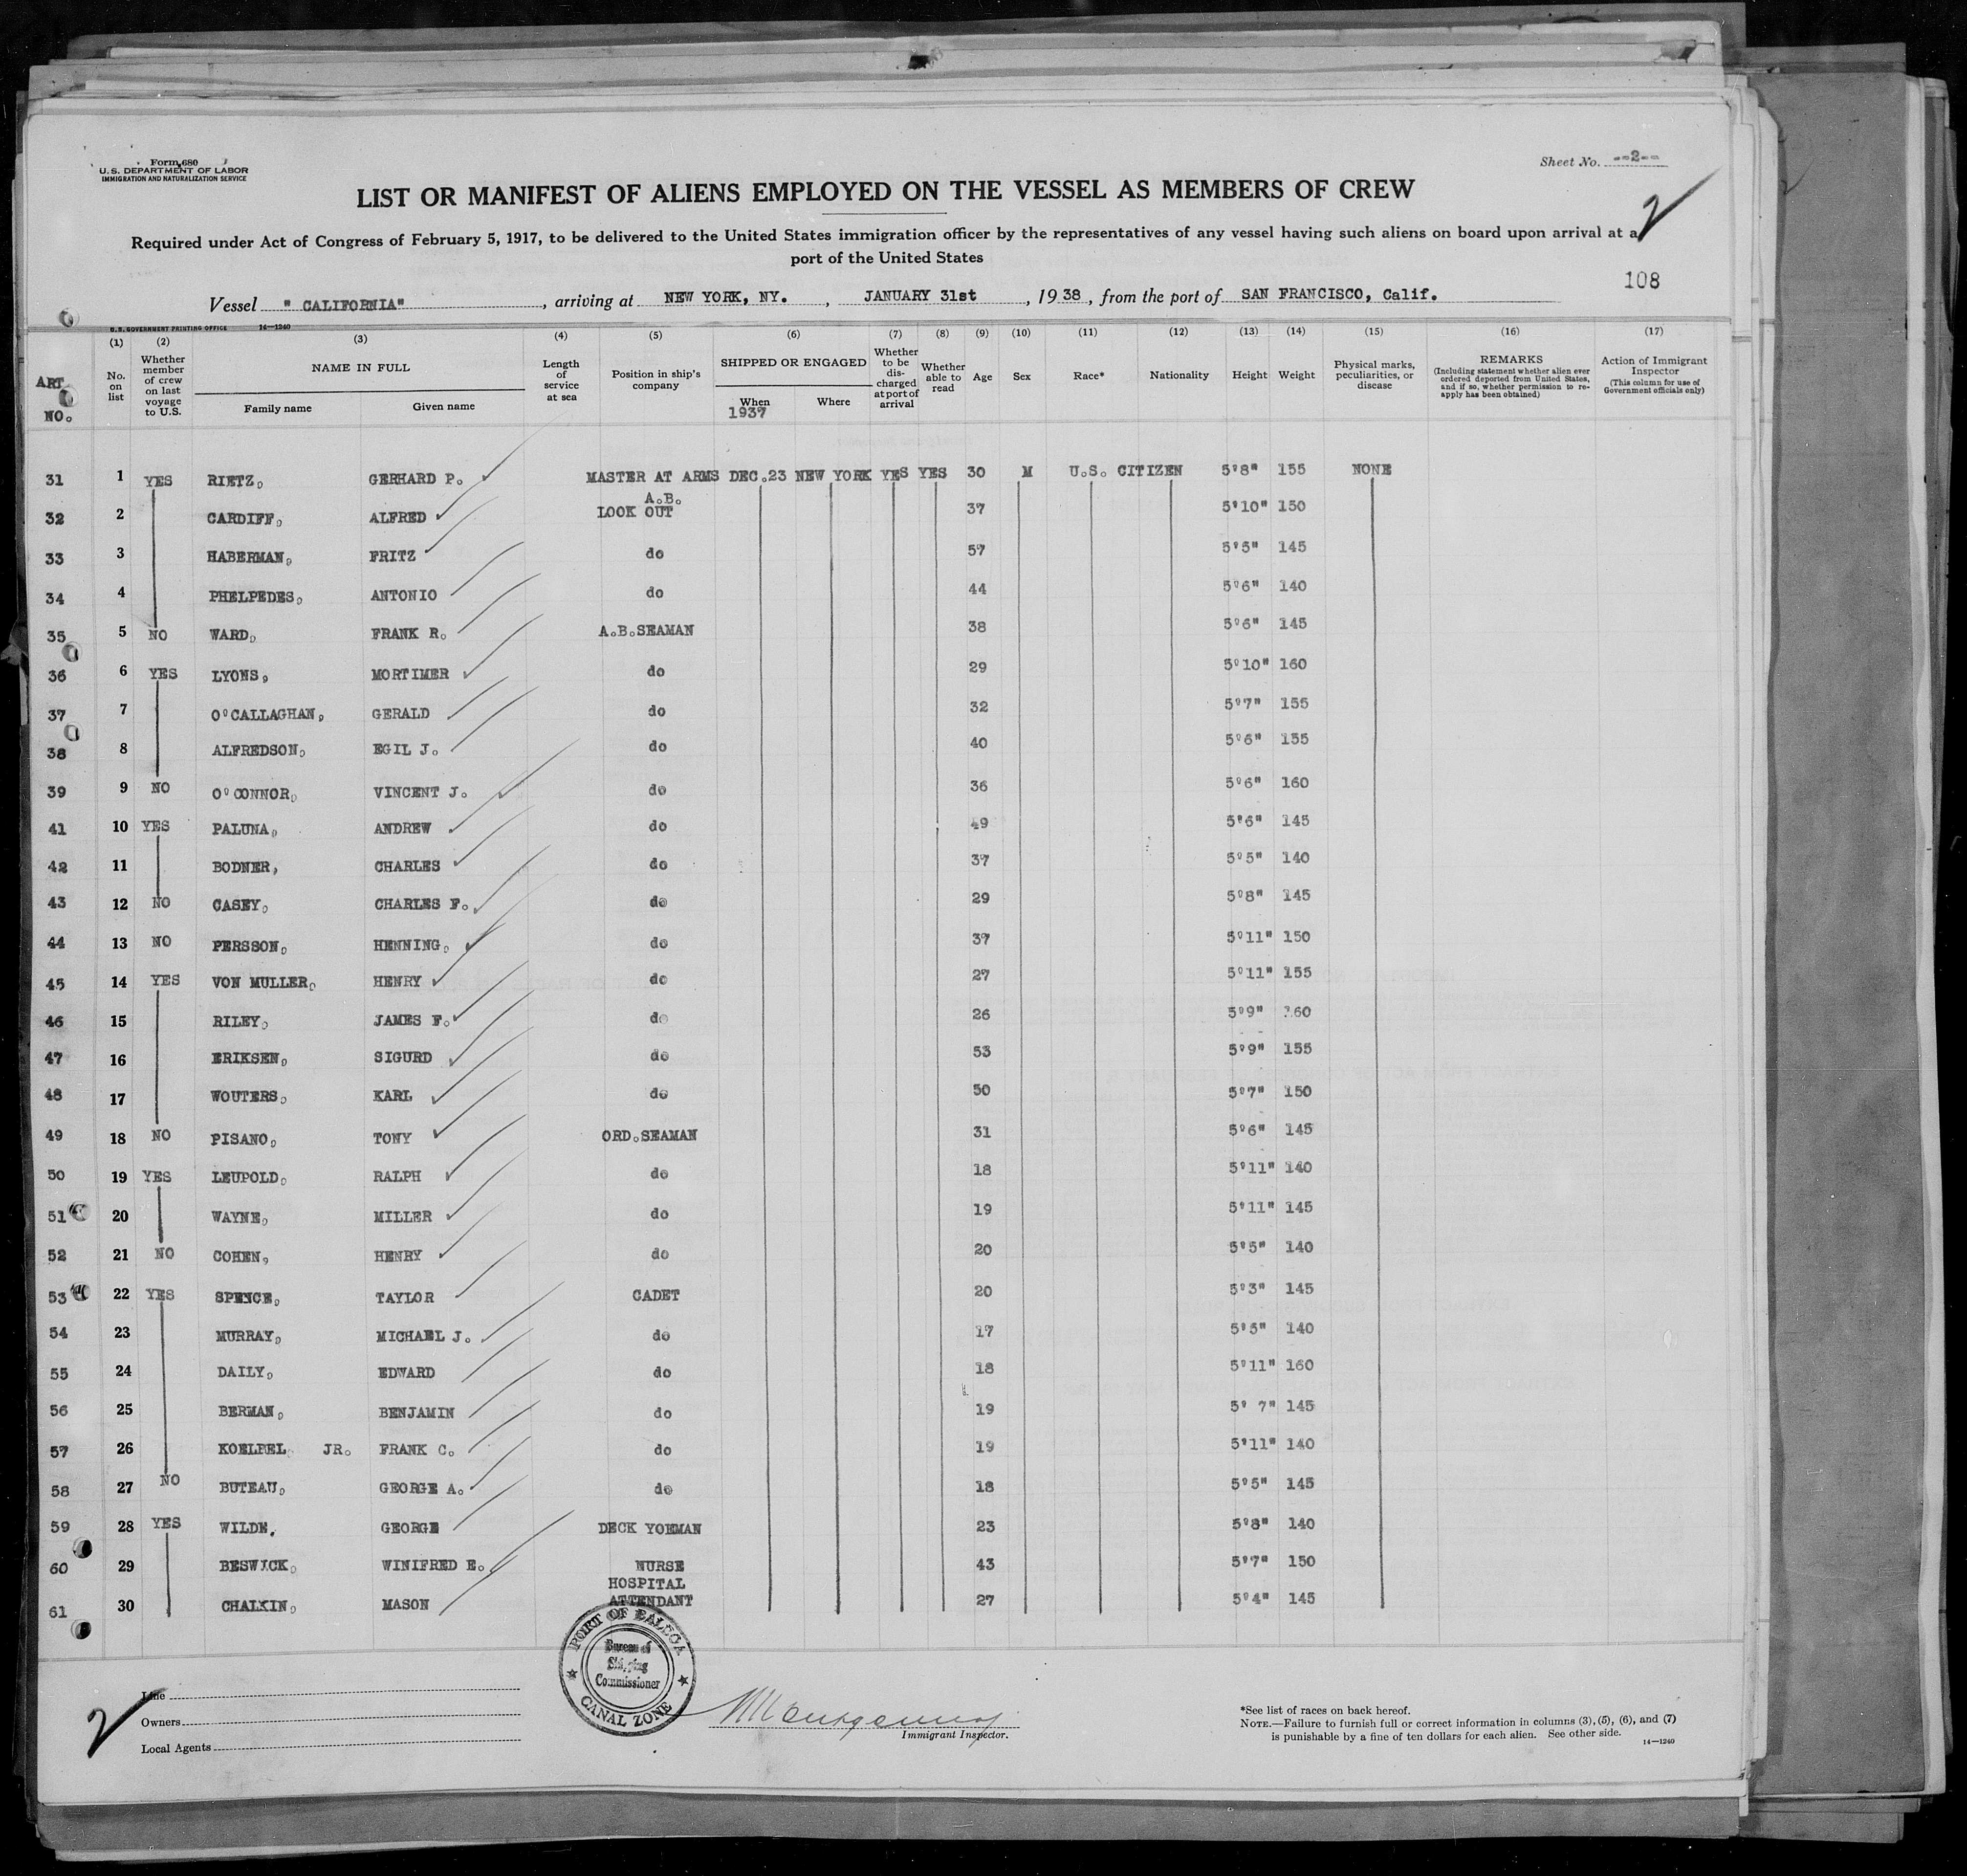 Form 680
U. S. DEPARTMENT OF LABOR
IMMIGRATION AND NATURALIZATION SERVICE
Sheet No. --2--
LIST OR MANIFEST OF ALIENS EMPLOYED ON THE VESSEL AS MEMBERS OF CREW
2
Required under Act of Congress of February 5, 1917, to be delivered to the United States immigration officer by the representatives of any vessel having such aliens on board upon arrival at a
port of the United States
108
Vessel " CALIFORNIA" , arriving at NEW YORK, NY. , JANUARY 31st , 1938, from the port of SAN FRANCISCO, Calif.
U.S. GOVERNMENT PRINTING OFFICE 14—1240
(1) (2) (3) (4) (5) (6) (7) (8) (9) (10) (11) (12) (13) (14) (15) (16) (17)
ART. NO. No. on list Whether member of crew on last voyage to U.S. NAME IN FULL Family name Given name Length of service at sea Position in ship's company SHIPPED OR ENGAGED When 1937 Where Whether to be discharged at port of arrival Whether able to read Age Sex Race* Nationality Height Weight Physical marks, peculiarities, or disease REMARKS (Including statement whether alien ever ordered deported from United States, and if so, whether permission to reapply has been obtained) Action of Immigrant Inspector (This column for use of Government officials only)
31 1 YES RIETZ, GERHARD P. MASTER AT ARMS DEC.23 NEW YORK YES YES 30 M U.S. CITIZEN 5'8" 155 NONE
32 2 CARDIFF, ALFRED A.B. LOOK OUT 37 5'10" 150
33 3 HABERMAN, FRITZ do 57 5'5" 145
34 4 PHELPEDES, ANTONIO do 44 5'6" 140
35 5 NO WARD, FRANK R. A.B.SEAMAN 38 5'6" 145
36 6 YES LYONS, MORTIMER do 29 5'10" 160
37 7 O'CALLAGHAN, GERALD do 32 5'7" 155
38 8 ALFREDSON, EGIL J. do 40 5'6" 155
39 9 NO O'CONNOR, VINCENT J. do 36 5'6" 160
41 10 YES PALUNA, ANDREW do 49 5'6" 145
42 11 BODNER, CHARLES do 37 5'5" 140
43 12 NO CASEY, CHARLES F. do 29 5'8" 145
44 13 NO PERSSON, HENNING, do 37 5'11" 150
45 14 YES VON MULLER, HENRY do 27 5'11" 155
46 15 RILEY, JAMES F. do 26 5'9" 160
47 16 ERIKSEN, SIGURD do 53 5'9" 155
48 17 WOUTERS, KARL do 50 5'7" 150
49 18 NO PISANO, TONY ORD.SEAMAN 31 5'6" 145
50 19 YES LEUPOLD, RALPH do 18 5'11" 140
51 20 WAYNE, MILLER do 19 5'11" 145
52 21 NO COHEN, HENRY do 20 5'5" 140
53 22 YES SPENCE, TAYLOR CADET 20 5'3" 145
54 23 MURRAY, MICHAEL J. do 17 5'5" 140
55 24 DAILY, EDWARD do 18 5'11" 160
56 25 BERMAN, BENJAMIN do 19 5' 7" 145
57 26 KOELBEL JR. FRANK C. do 19 5'11" 140
58 27 NO BUTEAU, GEORGE A. do 18 5'5" 145
59 28 YES WILDE, GEORGE DECK YOEMAN 23 5'8" 140
60 29 BESWICK, WINIFRED E. NURSE 43 5'7" 150
61 30 CHALKIN, MASON HOSPITAL ATTENDANT 27 5'4" 145
PORT OF BALBOA
Bureau of
Shipping
Commissioner
CANAL ZONE
2
Line
Owners
Local Agents
Immigrant Inspector.
*See list of races on back hereof.
NOTE.—Failure to furnish full or correct information in columns (3), (5), (6), and (7)
is punishable by a fine of ten dollars for each alien. See other side.
14—1240